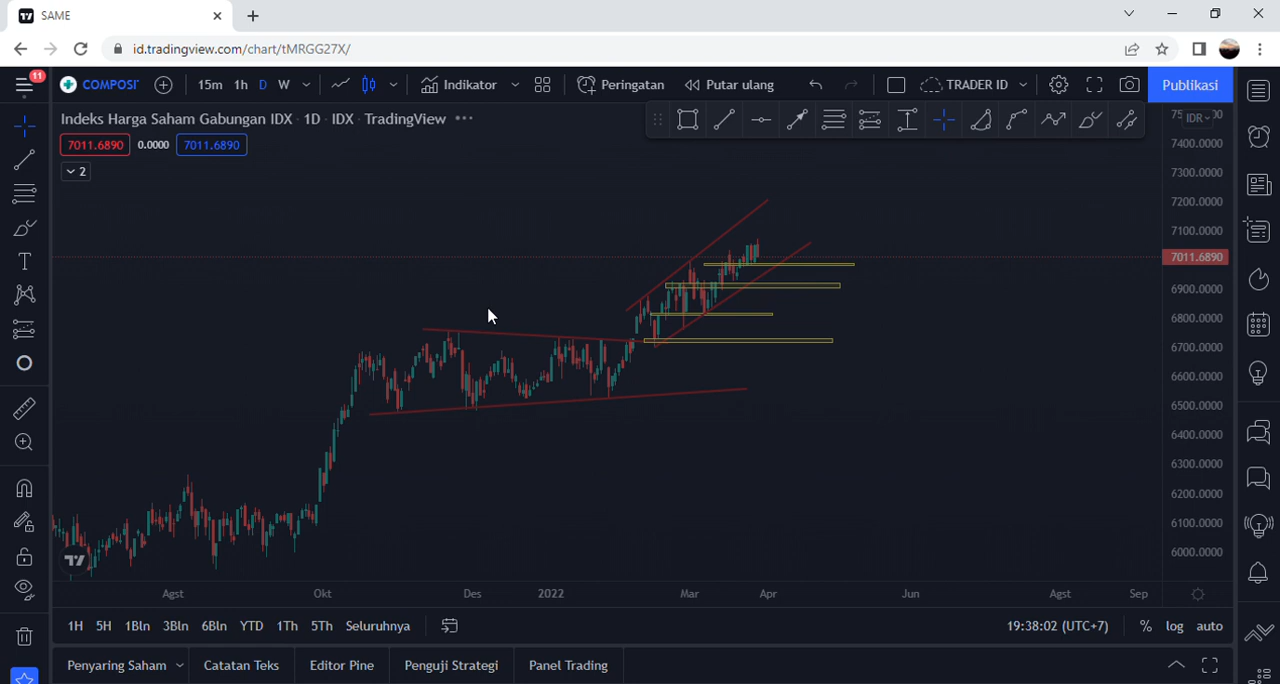 SAME
id.tradingview.com/chart/tMRGG27X/
11
COMPOSI
15m 1h D W
Indikator
Peringatan
Putar ulang
TRADER ID
Publikasi
Indeks Harga Saham Gabungan IDX · 1D · IDX · TradingView
7011.6890 0.0000 7011.6890
2
IDR
7400.0000
7300.0000
7200.0000
7100.0000
7011.6890
6900.0000
6800.0000
6700.0000
6600.0000
6500.0000
6400.0000
6300.0000
6200.0000
6100.0000
6000.0000
Agst Okt Des 2022 Mar Apr Jun Agst Sep
1H 5H 1Bln 3Bln 6Bln YTD 1Th 5Th Seluruhnya
19:38:02 (UTC+7) % log auto
Penyaring Saham Catatan Teks Editor Pine Penguji Strategi Panel Trading